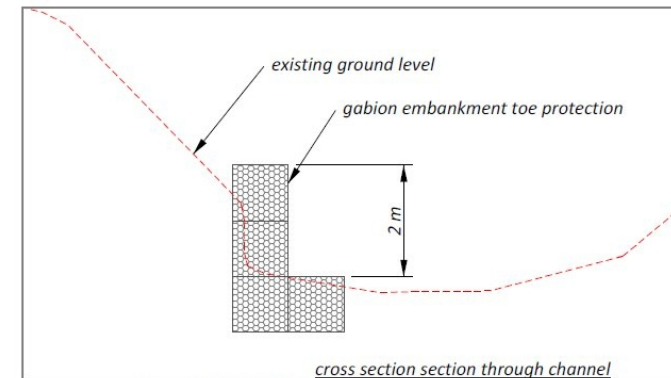 existing ground level
gabion embankment toe protection
2 m
cross section section through channel